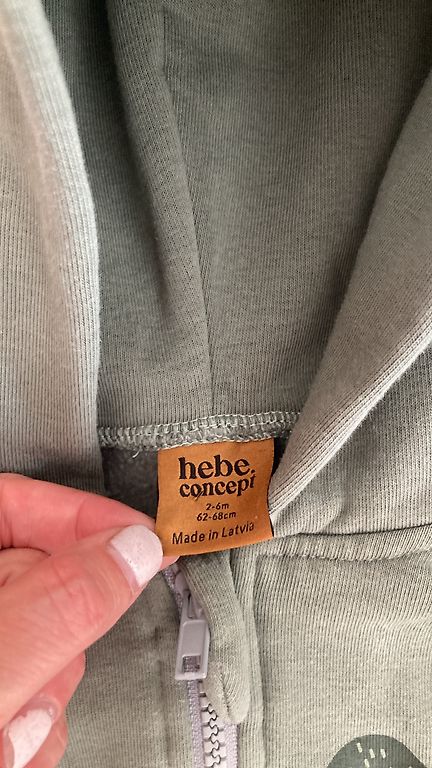 hebe.
concept
2-6m
62-68cm
Made in Latvia